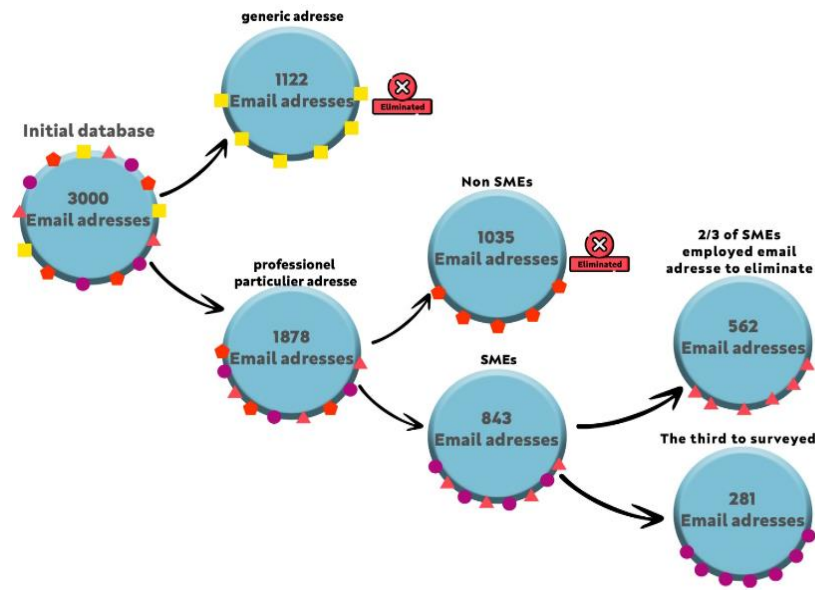 generic adresse
1122
Email adresses
Eliminated
Initial database
3000
Email adresses
Non SMEs
1035
Email adresses
Eliminated
2/3 of SMEs
employed email
adresse to eliminate
562
Email adresses
professionel
particulier adresse
1878
Email adresses
SMEs
843
Email adresses
The third to surveyed
281
Email adresses